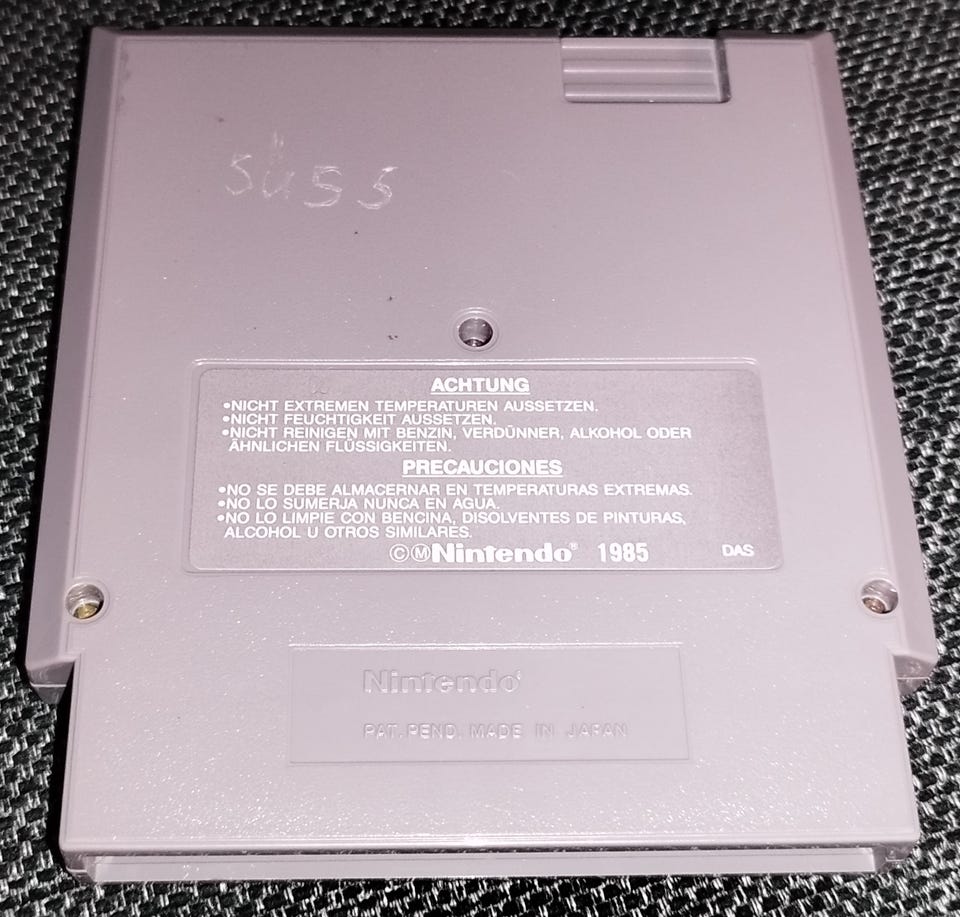 süss
ACHTUNG
•NICHT EXTREMEN TEMPERATUREN AUSSETZEN.
•NICHT FEUCHTIGKEIT AUSSETZEN.
•NICHT REINIGEN MIT BENZIN, VERDÜNNER, ALKOHOL ODER
ÄHNLICHEN FLÜSSIGKEITEN.
PRECAUCIONES
•NO SE DEBE ALMACERNAR EN TEMPERATURAS EXTREMAS.
•NO LO SUMERJA NUNCA EN AGUA.
•NO LO LIMPIE CON BENCINA, DISOLVENTES DE PINTURAS,
ALCOHOL U OTROS SIMILARES.
©ⓂNintendo® 1985 DAS
Nintendo®
PAT. PEND. MADE IN JAPAN